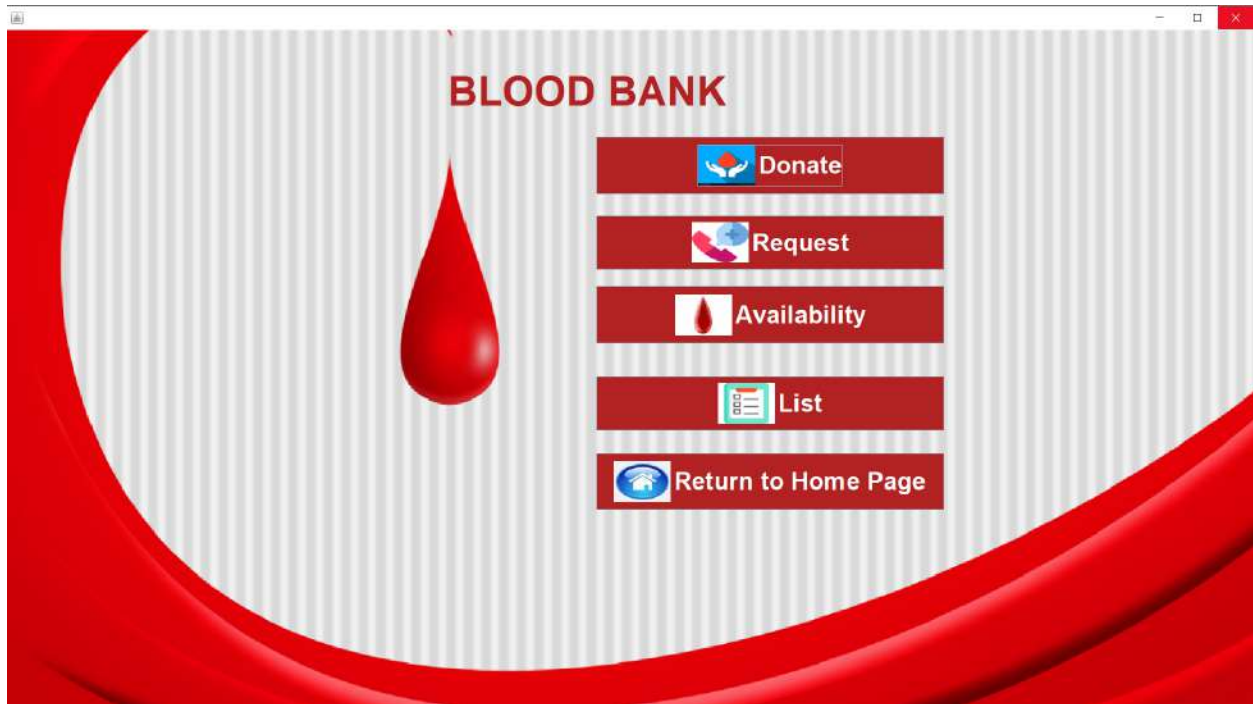 BLOOD BANK
Donate
Request
Availability
List
Return to Home Page